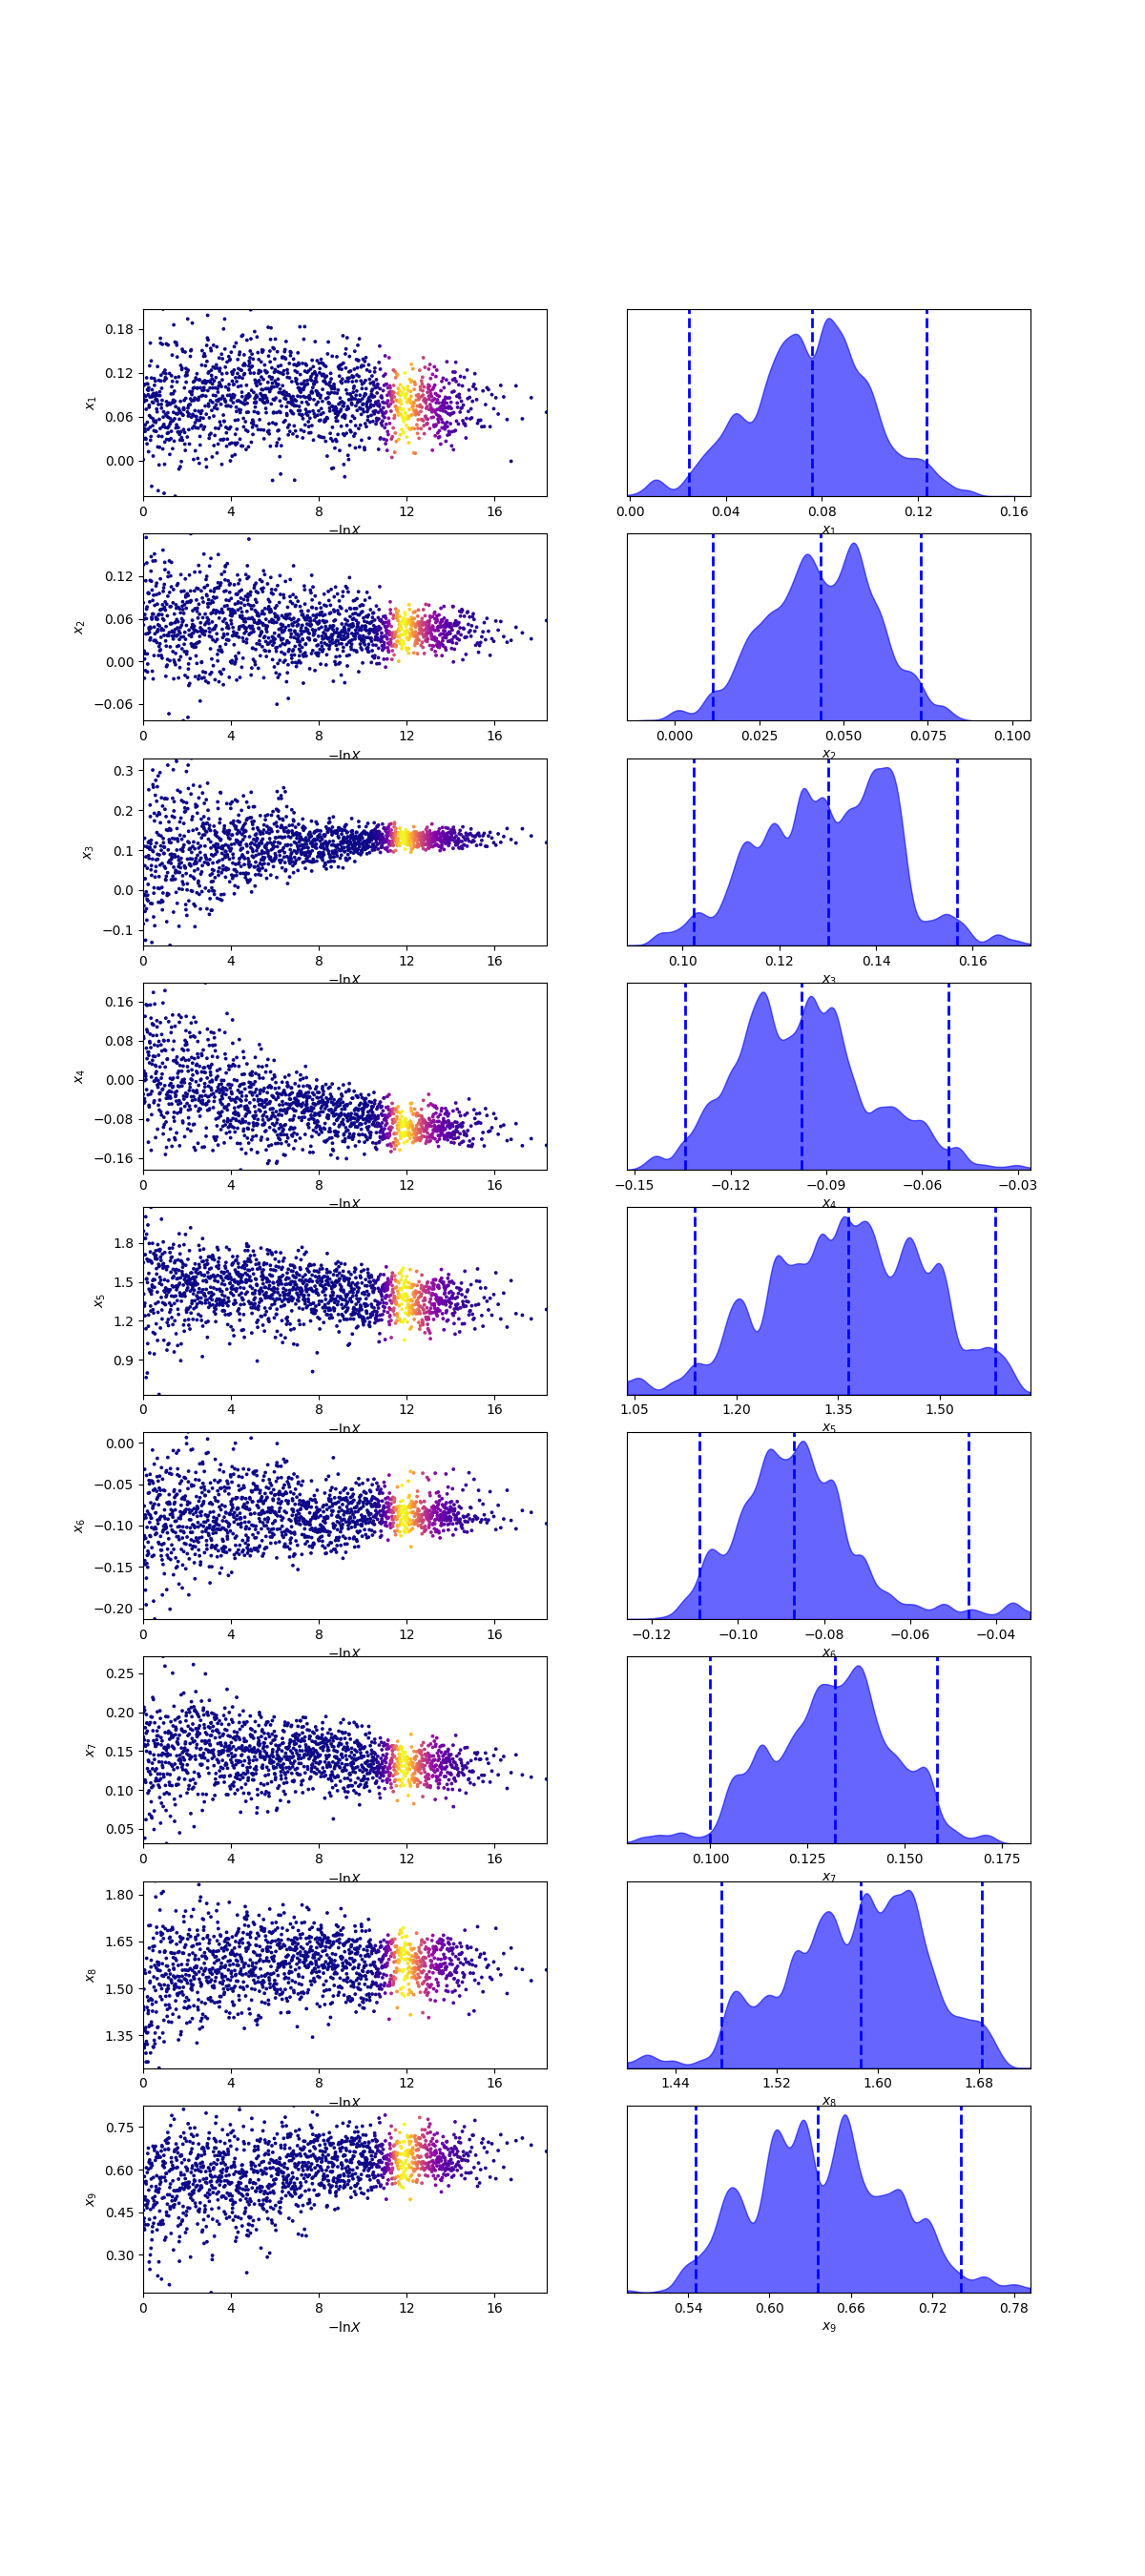 0.18
0.12
0.06
0.00
x₁
0 4 8 12 16
−lnX
0.00 0.04 0.08 0.12 0.16
x₁
0.12
0.06
0.00
−0.06
x₂
0 4 8 12 16
−lnX
0.000 0.025 0.050 0.075 0.100
x₂
0.3
0.2
0.1
0.0
−0.1
x₃
0 4 8 12 16
−lnX
0.10 0.12 0.14 0.16
x₃
0.16
0.08
0.00
−0.08
−0.16
x₄
0 4 8 12 16
−lnX
−0.15 −0.12 −0.09 −0.06 −0.03
x₄
1.8
1.5
1.2
0.9
x₅
0 4 8 12 16
−lnX
1.05 1.20 1.35 1.50
x₅
0.00
−0.05
−0.10
−0.15
−0.20
x₆
0 4 8 12 16
−lnX
−0.12 −0.10 −0.08 −0.06 −0.04
x₆
0.25
0.20
0.15
0.10
0.05
x₇
0 4 8 12 16
−lnX
0.100 0.125 0.150 0.175
x₇
1.80
1.65
1.50
1.35
x₈
0 4 8 12 16
−lnX
1.44 1.52 1.60 1.68
x₈
0.75
0.60
0.45
0.30
x₉
0 4 8 12 16
−lnX
0.54 0.60 0.66 0.72 0.78
x₉